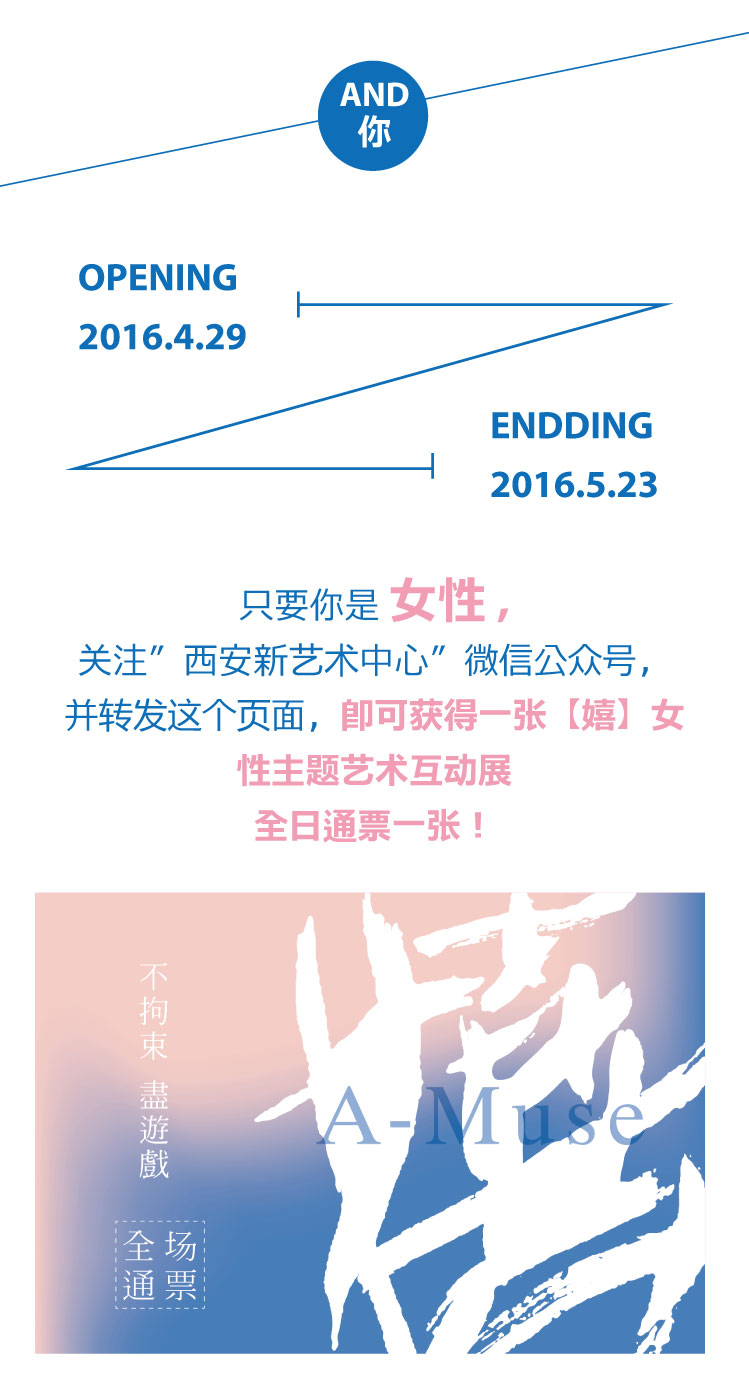 AND
你
OPENING
2016.4.29
ENDDING
2016.5.23
只要你是 女性，
关注”西安新艺术中心”微信公众号，
并转发这个页面，即可获得一张【嬉】女
性主题艺术互动展
全日通票一张！
不拘束 盡遊戲
嬉
A-Muse
全场
通票